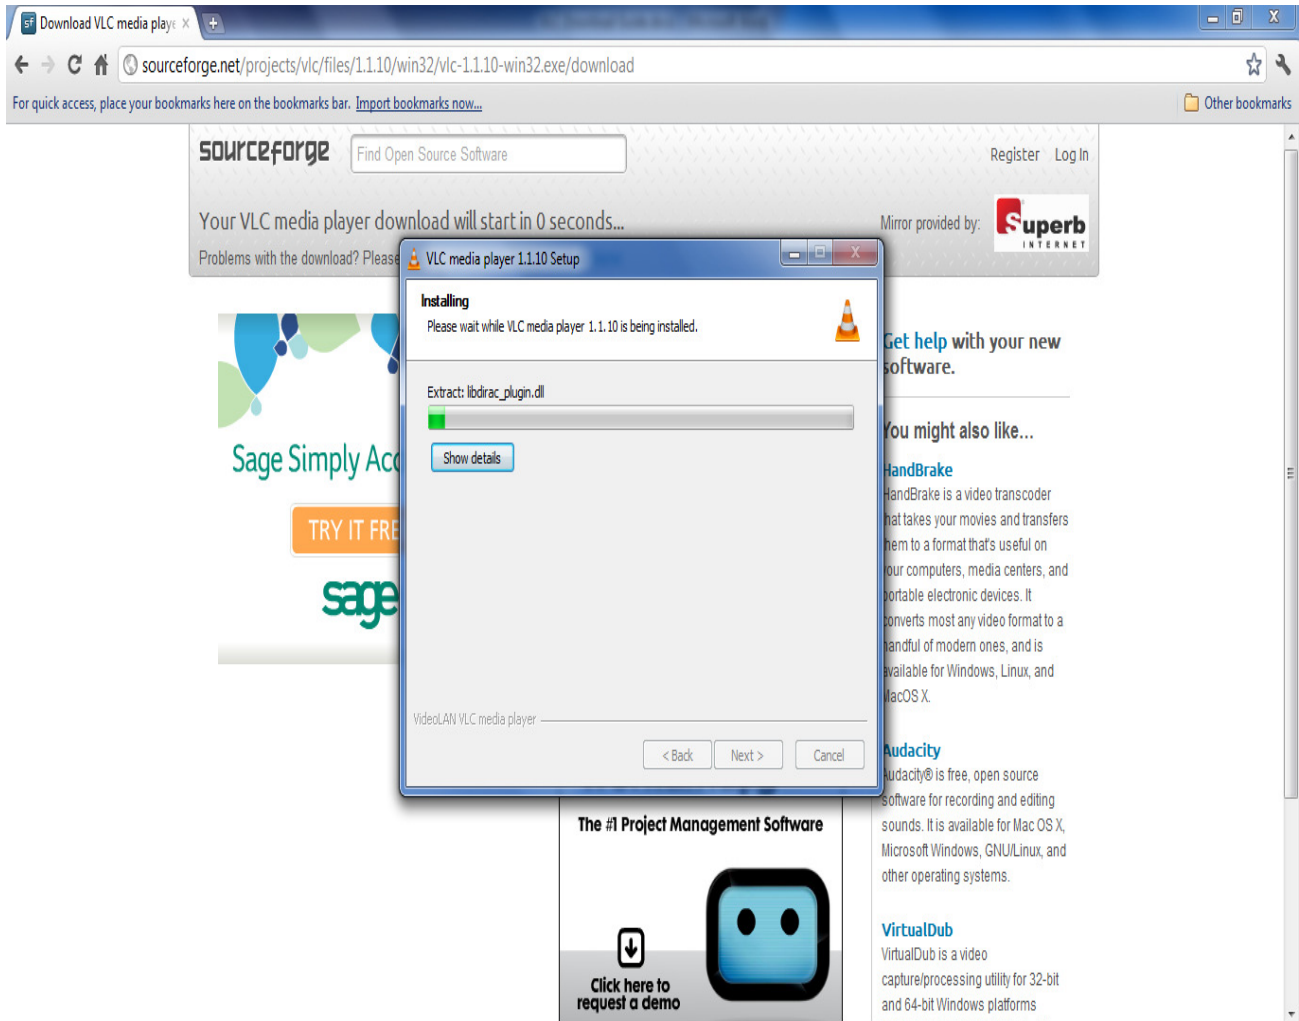 sf Download VLC media playe
sourceforge.net/projects/vlc/files/1.1.10/win32/vlc-1.1.10-win32.exe/download
For quick access, place your bookmarks here on the bookmarks bar. Import bookmarks now...
Other bookmarks
sourceforge
Find Open Source Software
Register Log In
Your VLC media player download will start in 0 seconds...
Problems with the download? Please
Mirror provided by:
Superb
INTERNET
VLC media player 1.1.10 Setup
Installing
Please wait while VLC media player 1.1.10 is being installed.
Extract: libdirac_plugin.dll
Show details
VideoLAN VLC media player
< Back
Next >
Cancel
Sage Simply Acc
TRY IT FRE
sage
Get help with your new
software.
You might also like...
HandBrake
HandBrake is a video transcoder
that takes your movies and transfers
them to a format that's useful on
your computers, media centers, and
portable electronic devices. It
converts most any video format to a
handful of modern ones, and is
available for Windows, Linux, and
MacOS X.
Audacity
Audacity® is free, open source
software for recording and editing
sounds. It is available for Mac OS X,
Microsoft Windows, GNU/Linux, and
other operating systems.
VirtualDub
VirtualDub is a video
capture/processing utility for 32-bit
and 64-bit Windows platforms
The #1 Project Management Software
Click here to
request a demo